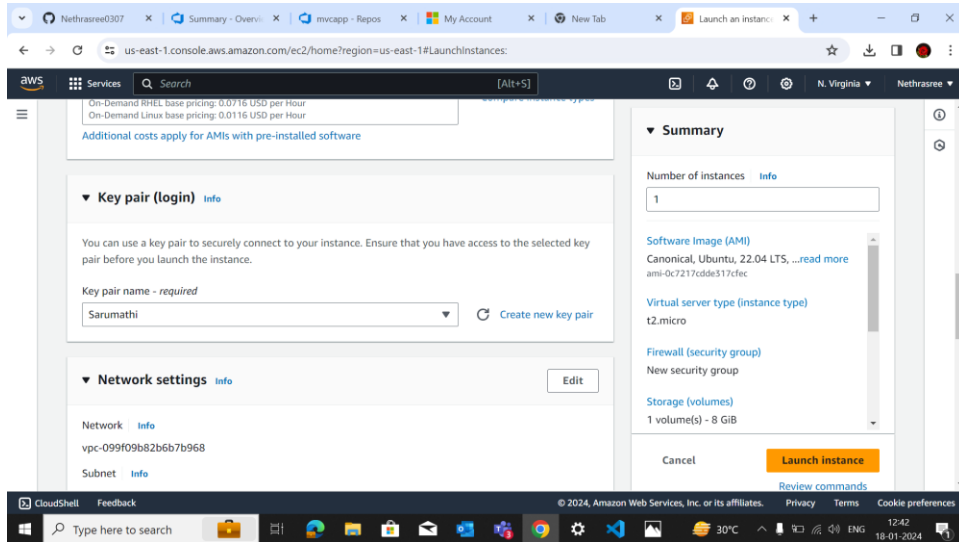 Nethrasree0307
Summary - Overvi
mvcapp - Repos
My Account
New Tab
Launch an instanc
us-east-1.console.aws.amazon.com/ec2/home?region=us-east-1#LaunchInstances:
aws
Services
Search
[Alt+S]
N. Virginia
Nethrasree
On-Demand RHEL base pricing: 0.0716 USD per Hour
On-Demand Linux base pricing: 0.0116 USD per Hour
Compare instance types
Additional costs apply for AMIs with pre-installed software
Key pair (login) Info
You can use a key pair to securely connect to your instance. Ensure that you have access to the selected key
pair before you launch the instance.
Key pair name - required
Sarumathi
Create new key pair
Network settings Info
Edit
Network Info
vpc-099f09b82b6b7b968
Subnet Info
Summary
Number of instances Info
1
Software Image (AMI)
Canonical, Ubuntu, 22.04 LTS, ...read more
ami-0c7217cdde317cfec
Virtual server type (instance type)
t2.micro
Firewall (security group)
New security group
Storage (volumes)
1 volume(s) - 8 GiB
Cancel
Launch instance
Review commands
CloudShell
Feedback
© 2024, Amazon Web Services, Inc. or its affiliates.
Privacy
Terms
Cookie preferences
Type here to search
30°C
ENG
12:42
18-01-2024